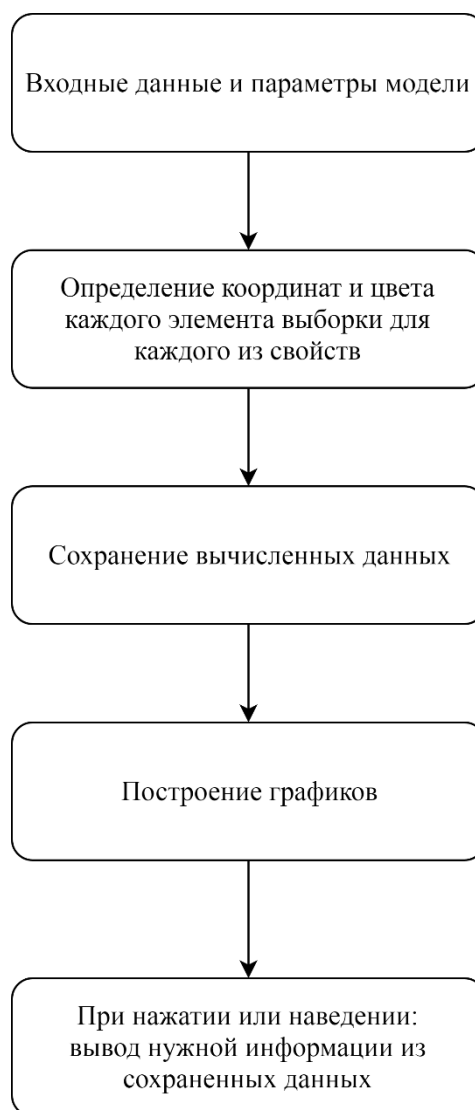 Входные данные и параметры модели
Определение координат и цвета
каждого элемента выборки для
каждого из свойств
Сохранение вычисленных данных
Построение графиков
При нажатии или наведении:
вывод нужной информации из
сохраненных данных